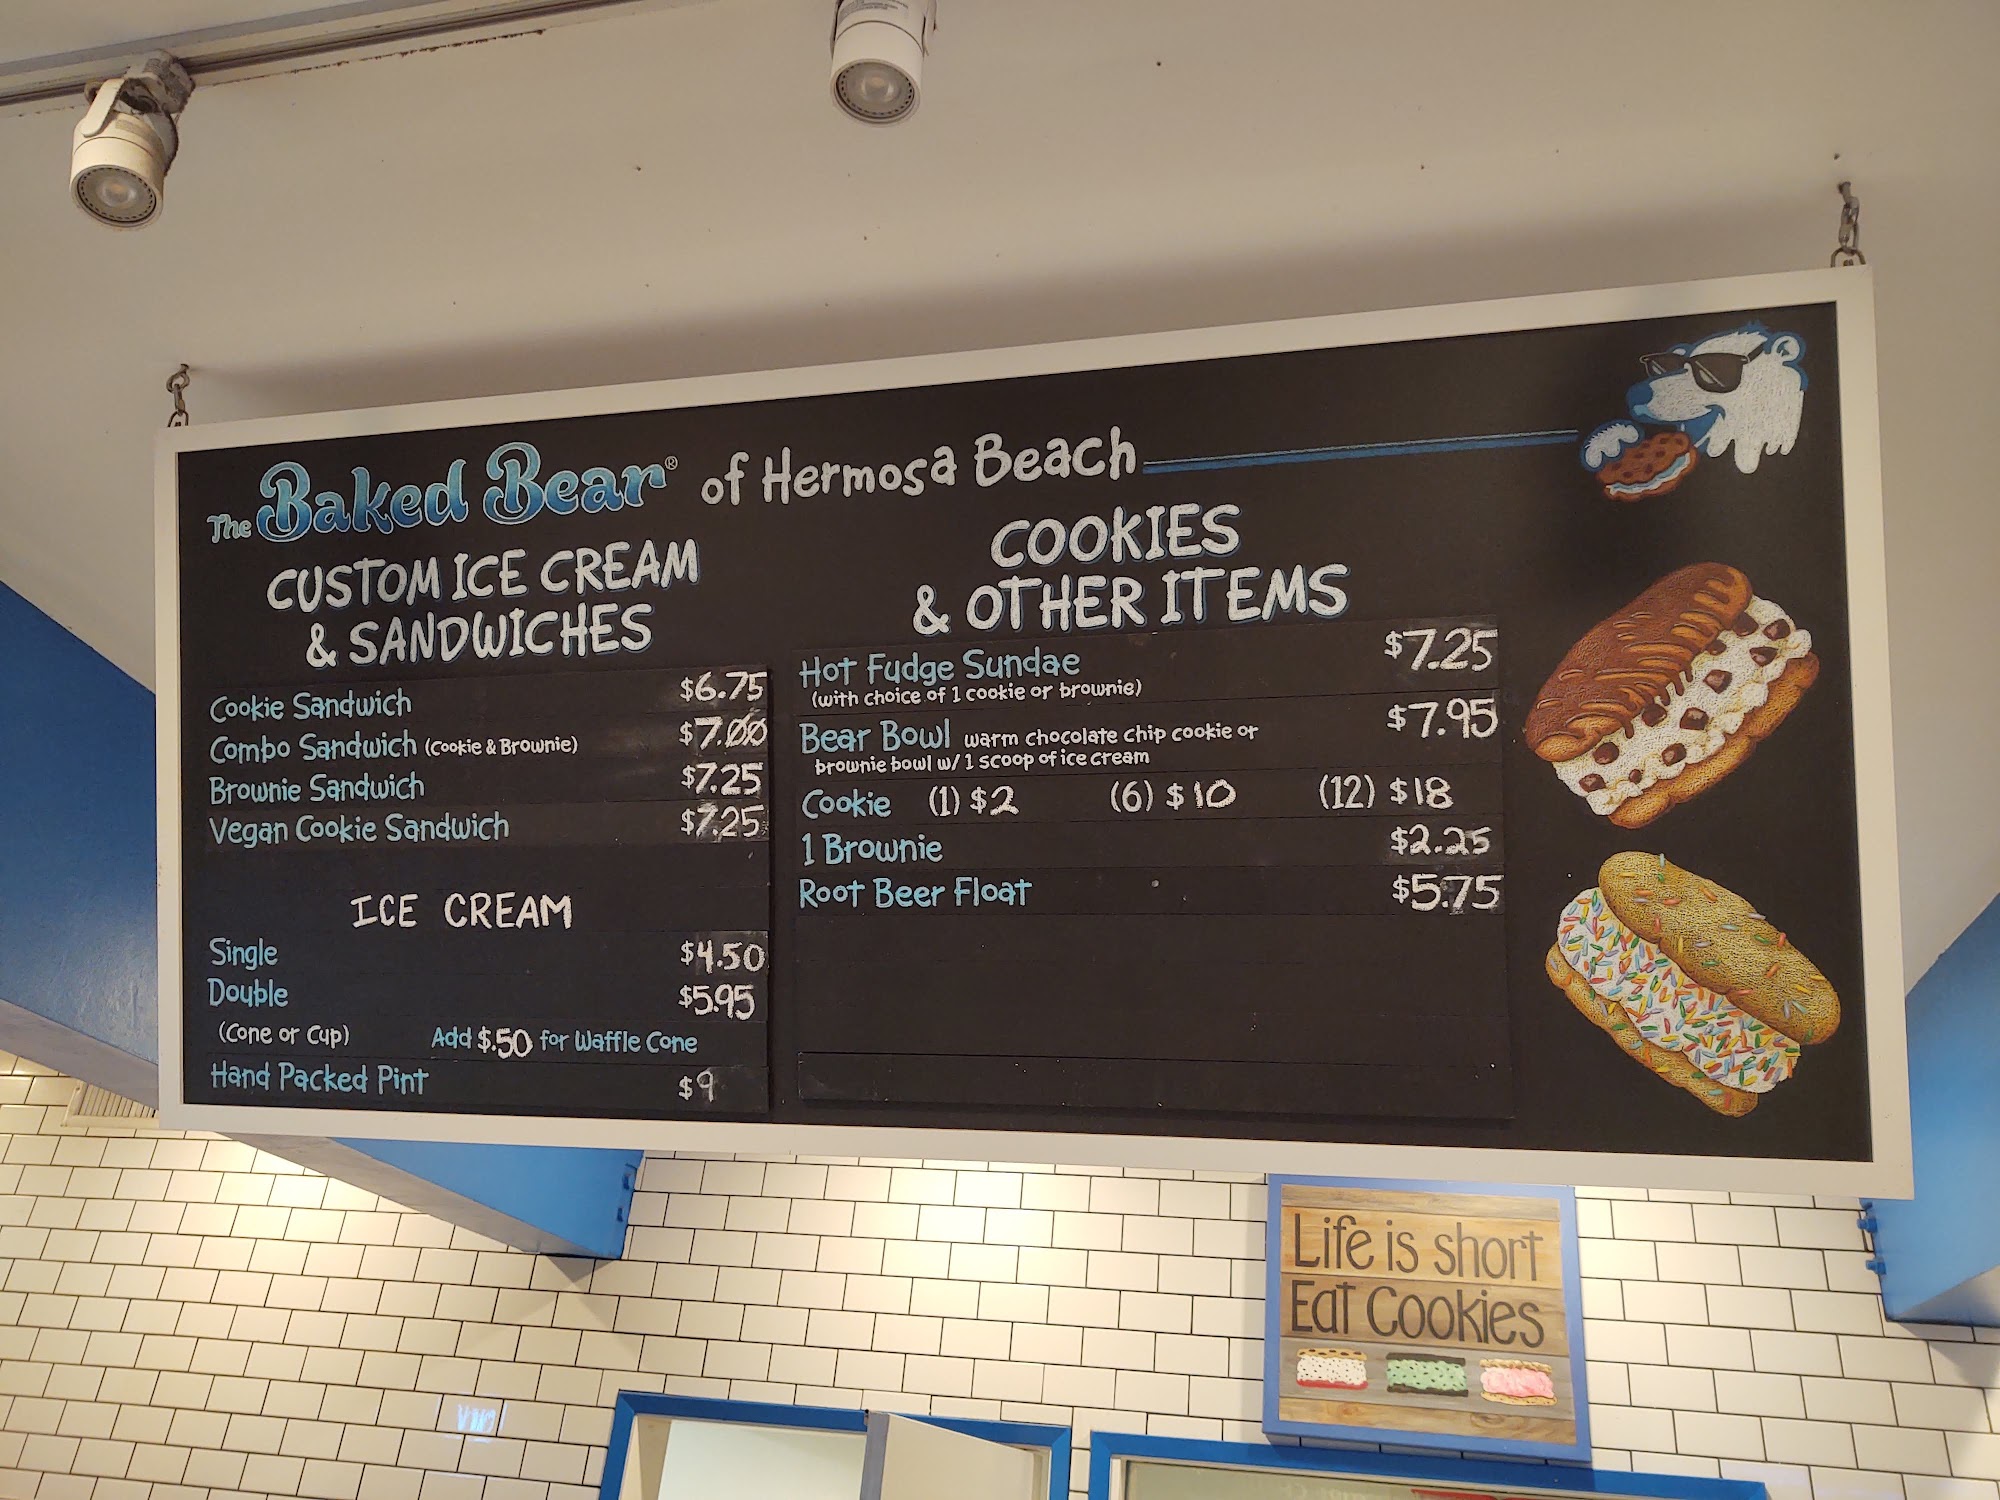 The Baked Bear® of Hermosa Beach
CUSTOM ICE CREAM
& SANDWICHES
Cookie Sandwich $6.75
Combo Sandwich (Cookie & Brownie) $7.00
Brownie Sandwich $7.25
Vegan Cookie Sandwich $7.25
ICE CREAM
Single $4.50
Double $5.95
(Cone or Cup) Add $.50 for Waffle Cone
Hand Packed Pint $9
COOKIES
& OTHER ITEMS
Hot Fudge Sundae $7.25
(with choice of 1 cookie or brownie)
Bear Bowl warm chocolate chip cookie or $7.95
brownie bowl w/ 1 scoop of ice cream
Cookie (1) $2 (6) $10 (12) $18
1 Brownie $2.25
Root Beer Float $5.75
Life is short
Eat Cookies